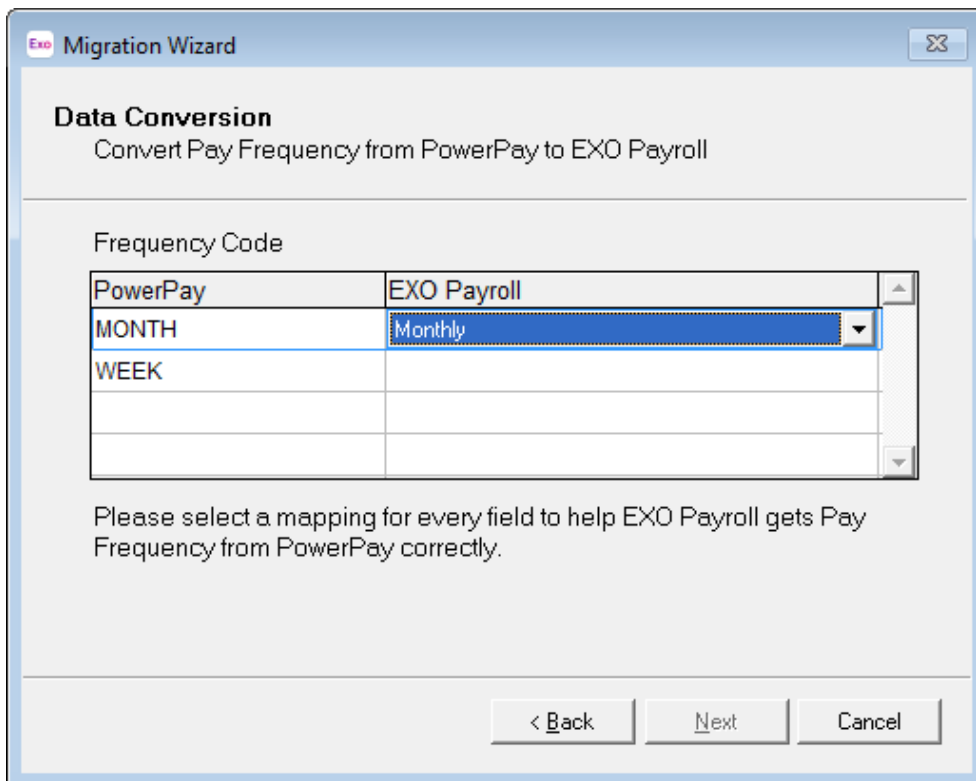 Exo Migration Wizard
Data Conversion
Convert Pay Frequency from PowerPay to EXO Payroll
Frequency Code
PowerPay EXO Payroll
MONTH Monthly
WEEK
Please select a mapping for every field to help EXO Payroll gets Pay
Frequency from PowerPay correctly.
< Back Next Cancel